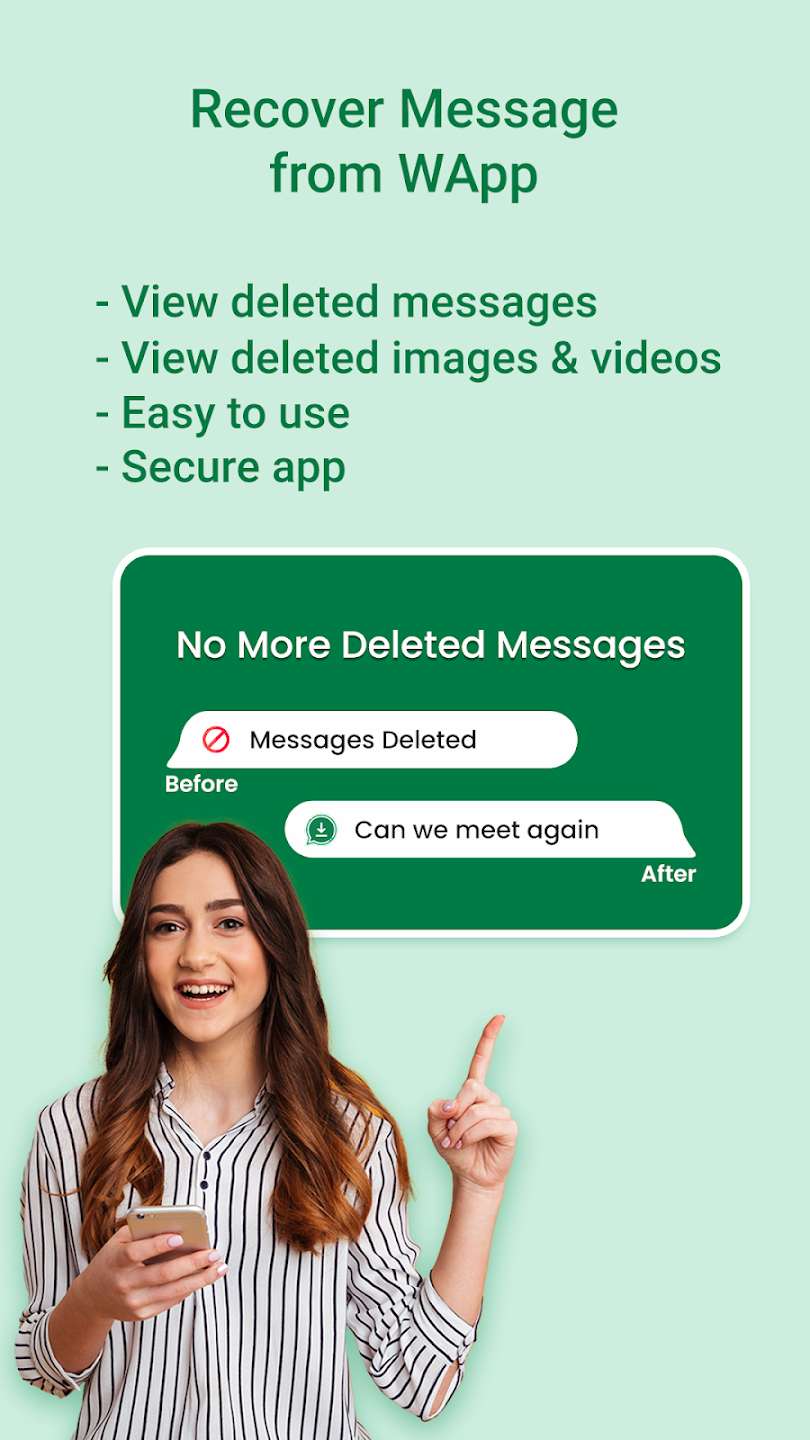 Recover Message
from WApp
- View deleted messages
- View deleted images & videos
- Easy to use
- Secure app
No More Deleted Messages
Messages Deleted
Before
Can we meet again
After